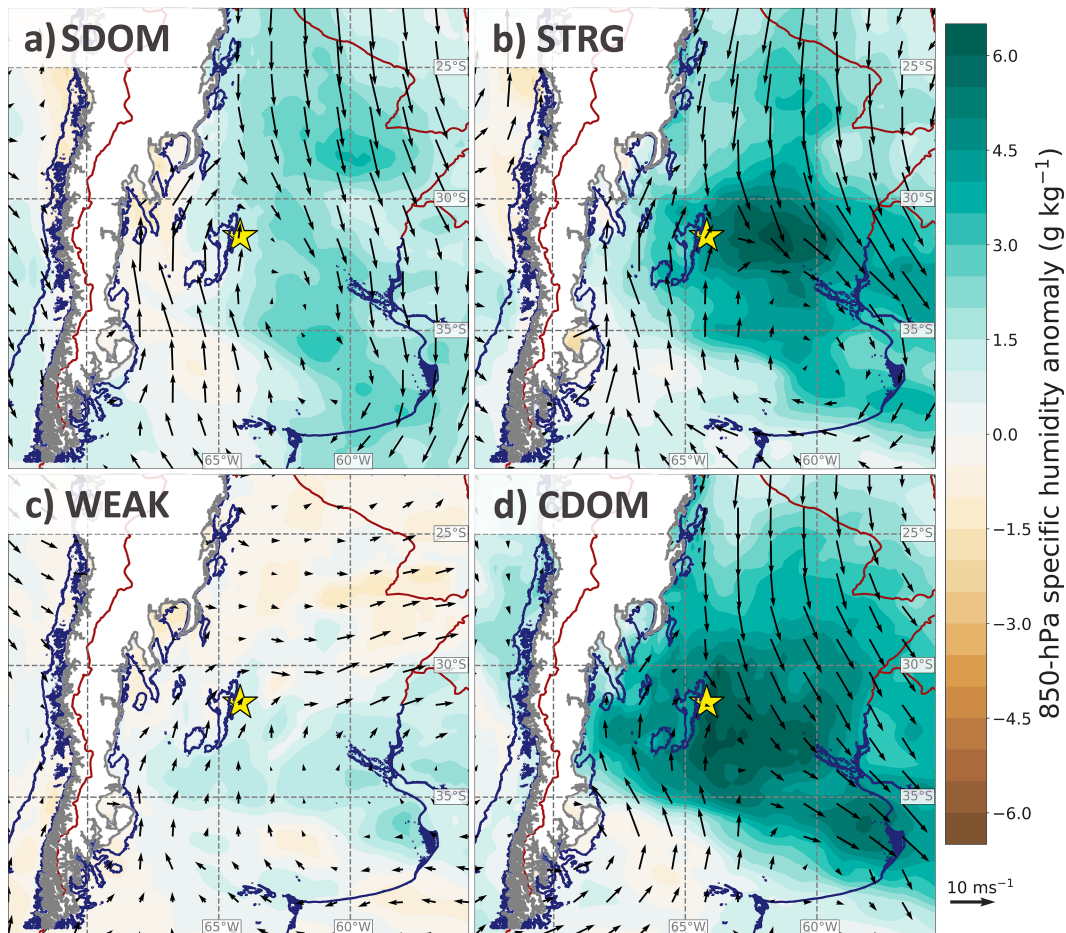 a) SDOM
25°S
30°S
35°S
65°W
60°W
b) STRG
25°S
30°S
35°S
65°W
60°W
c) WEAK
25°S
30°S
35°S
65°W
60°W
d) CDOM
25°S
30°S
35°S
65°W
60°W
6.0
4.5
3.0
1.5
0.0
−1.5
−3.0
−4.5
−6.0
850-hPa specific humidity anomaly (g kg⁻¹)
10 ms⁻¹